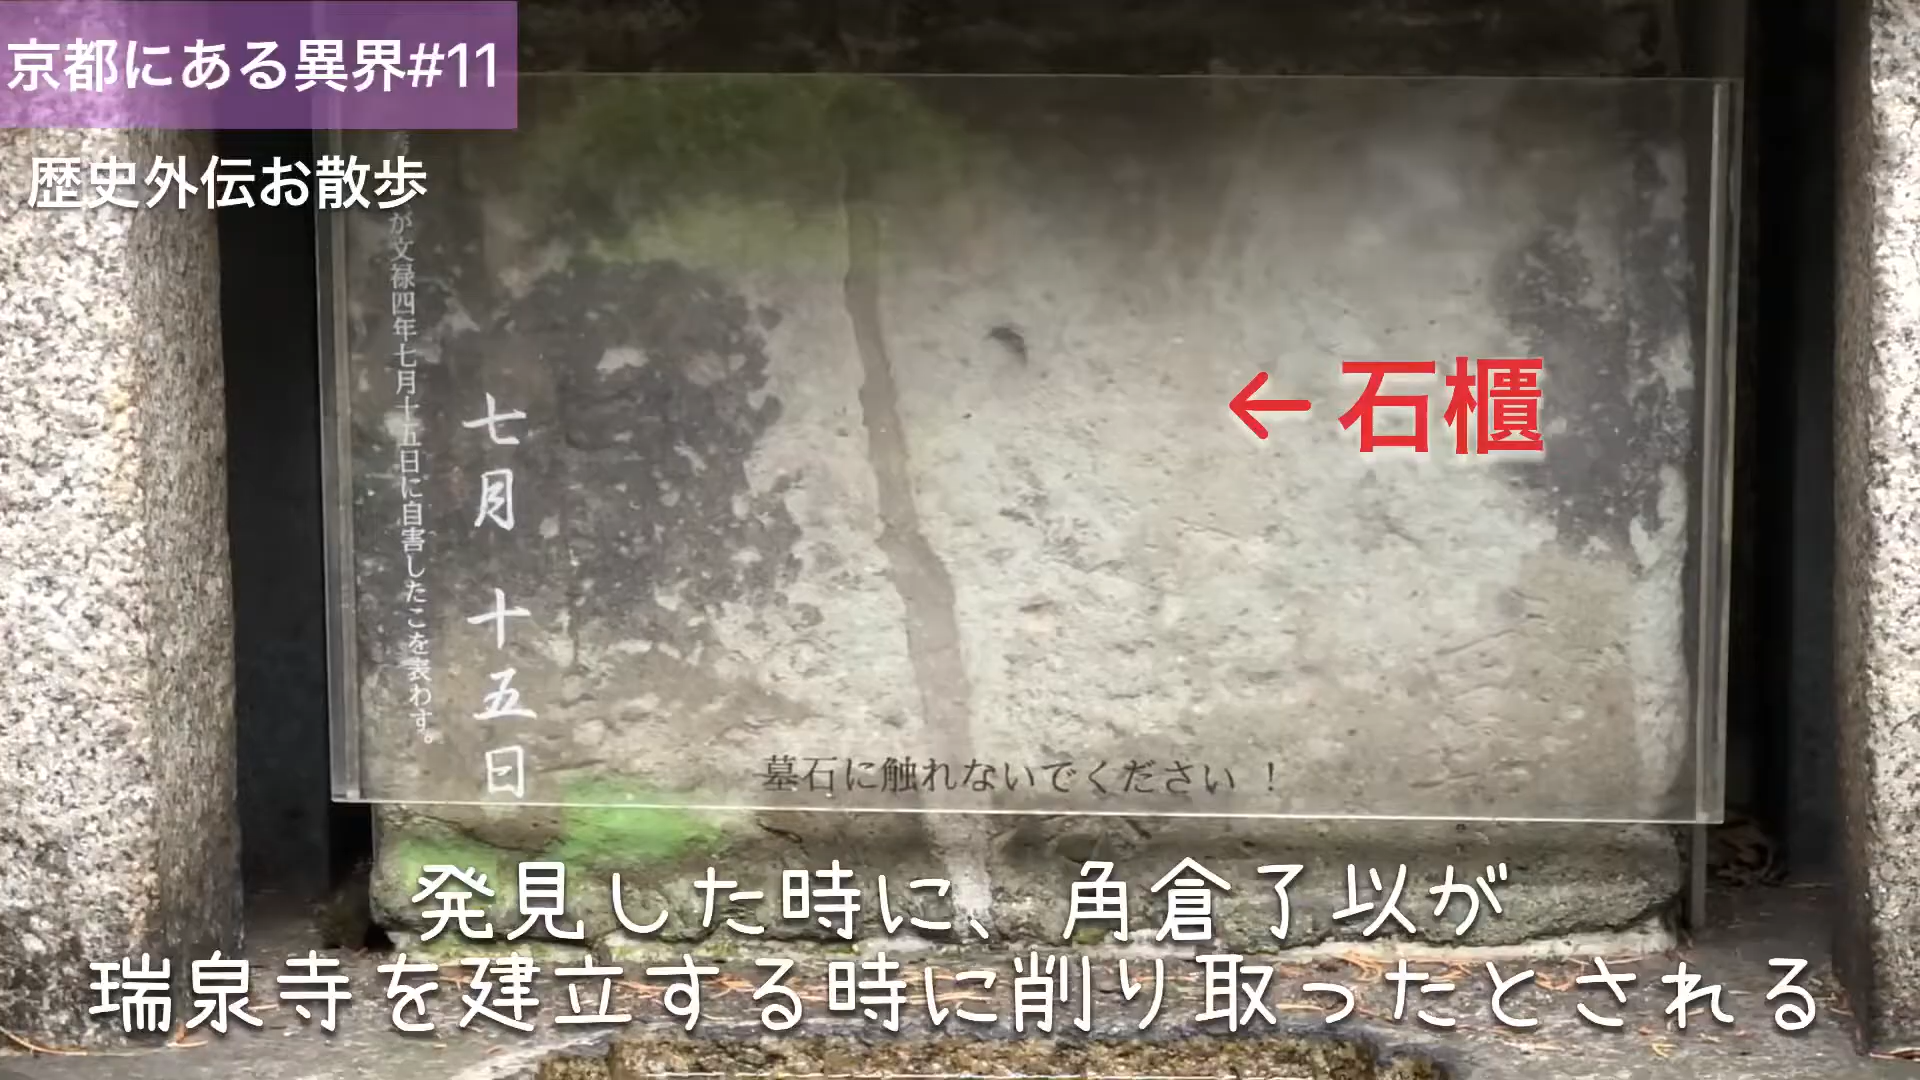 京都にある異界#11
歴史外伝お散歩
←石櫃
七月十五日
が文禄四年七月十五日に自害したこを表わす。
墓石に触れないでください！
発見した時に、角倉了以が
瑞泉寺を建立する時に削り取ったとされる